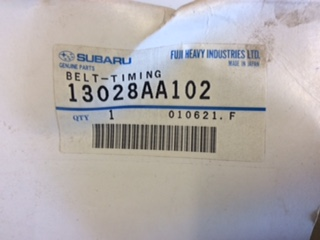 SUBARU FUJI HEAVY INDUSTRIES LTD.
GENUINE PARTS MADE IN JAPAN
BELT-TIMING
13028AA102
QTY 1 010621.F